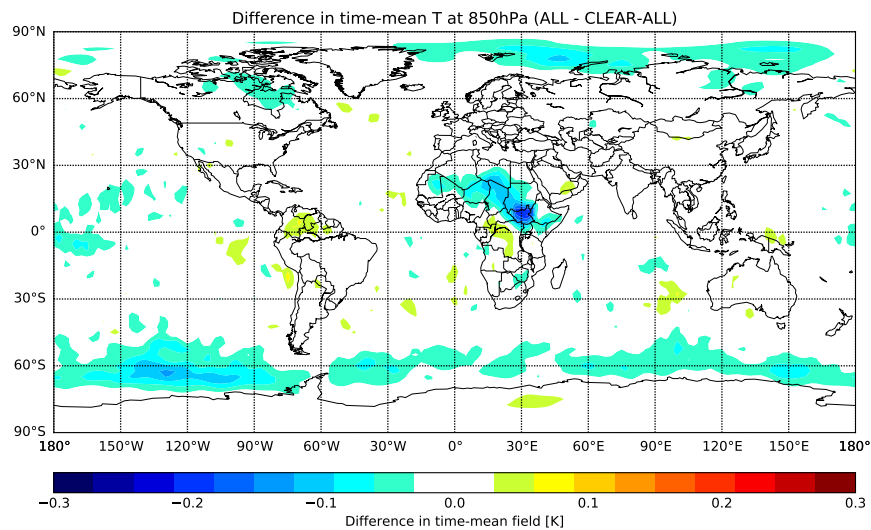 Difference in time-mean T at 850hPa (ALL - CLEAR-ALL)
90°N
60°N
30°N
0°
30°S
60°S
90°S
180° 150°W 120°W 90°W 60°W 30°W 0° 30°E 60°E 90°E 120°E 150°E 180°
−0.3 −0.2 −0.1 0.0 0.1 0.2 0.3
Difference in time-mean field [K]